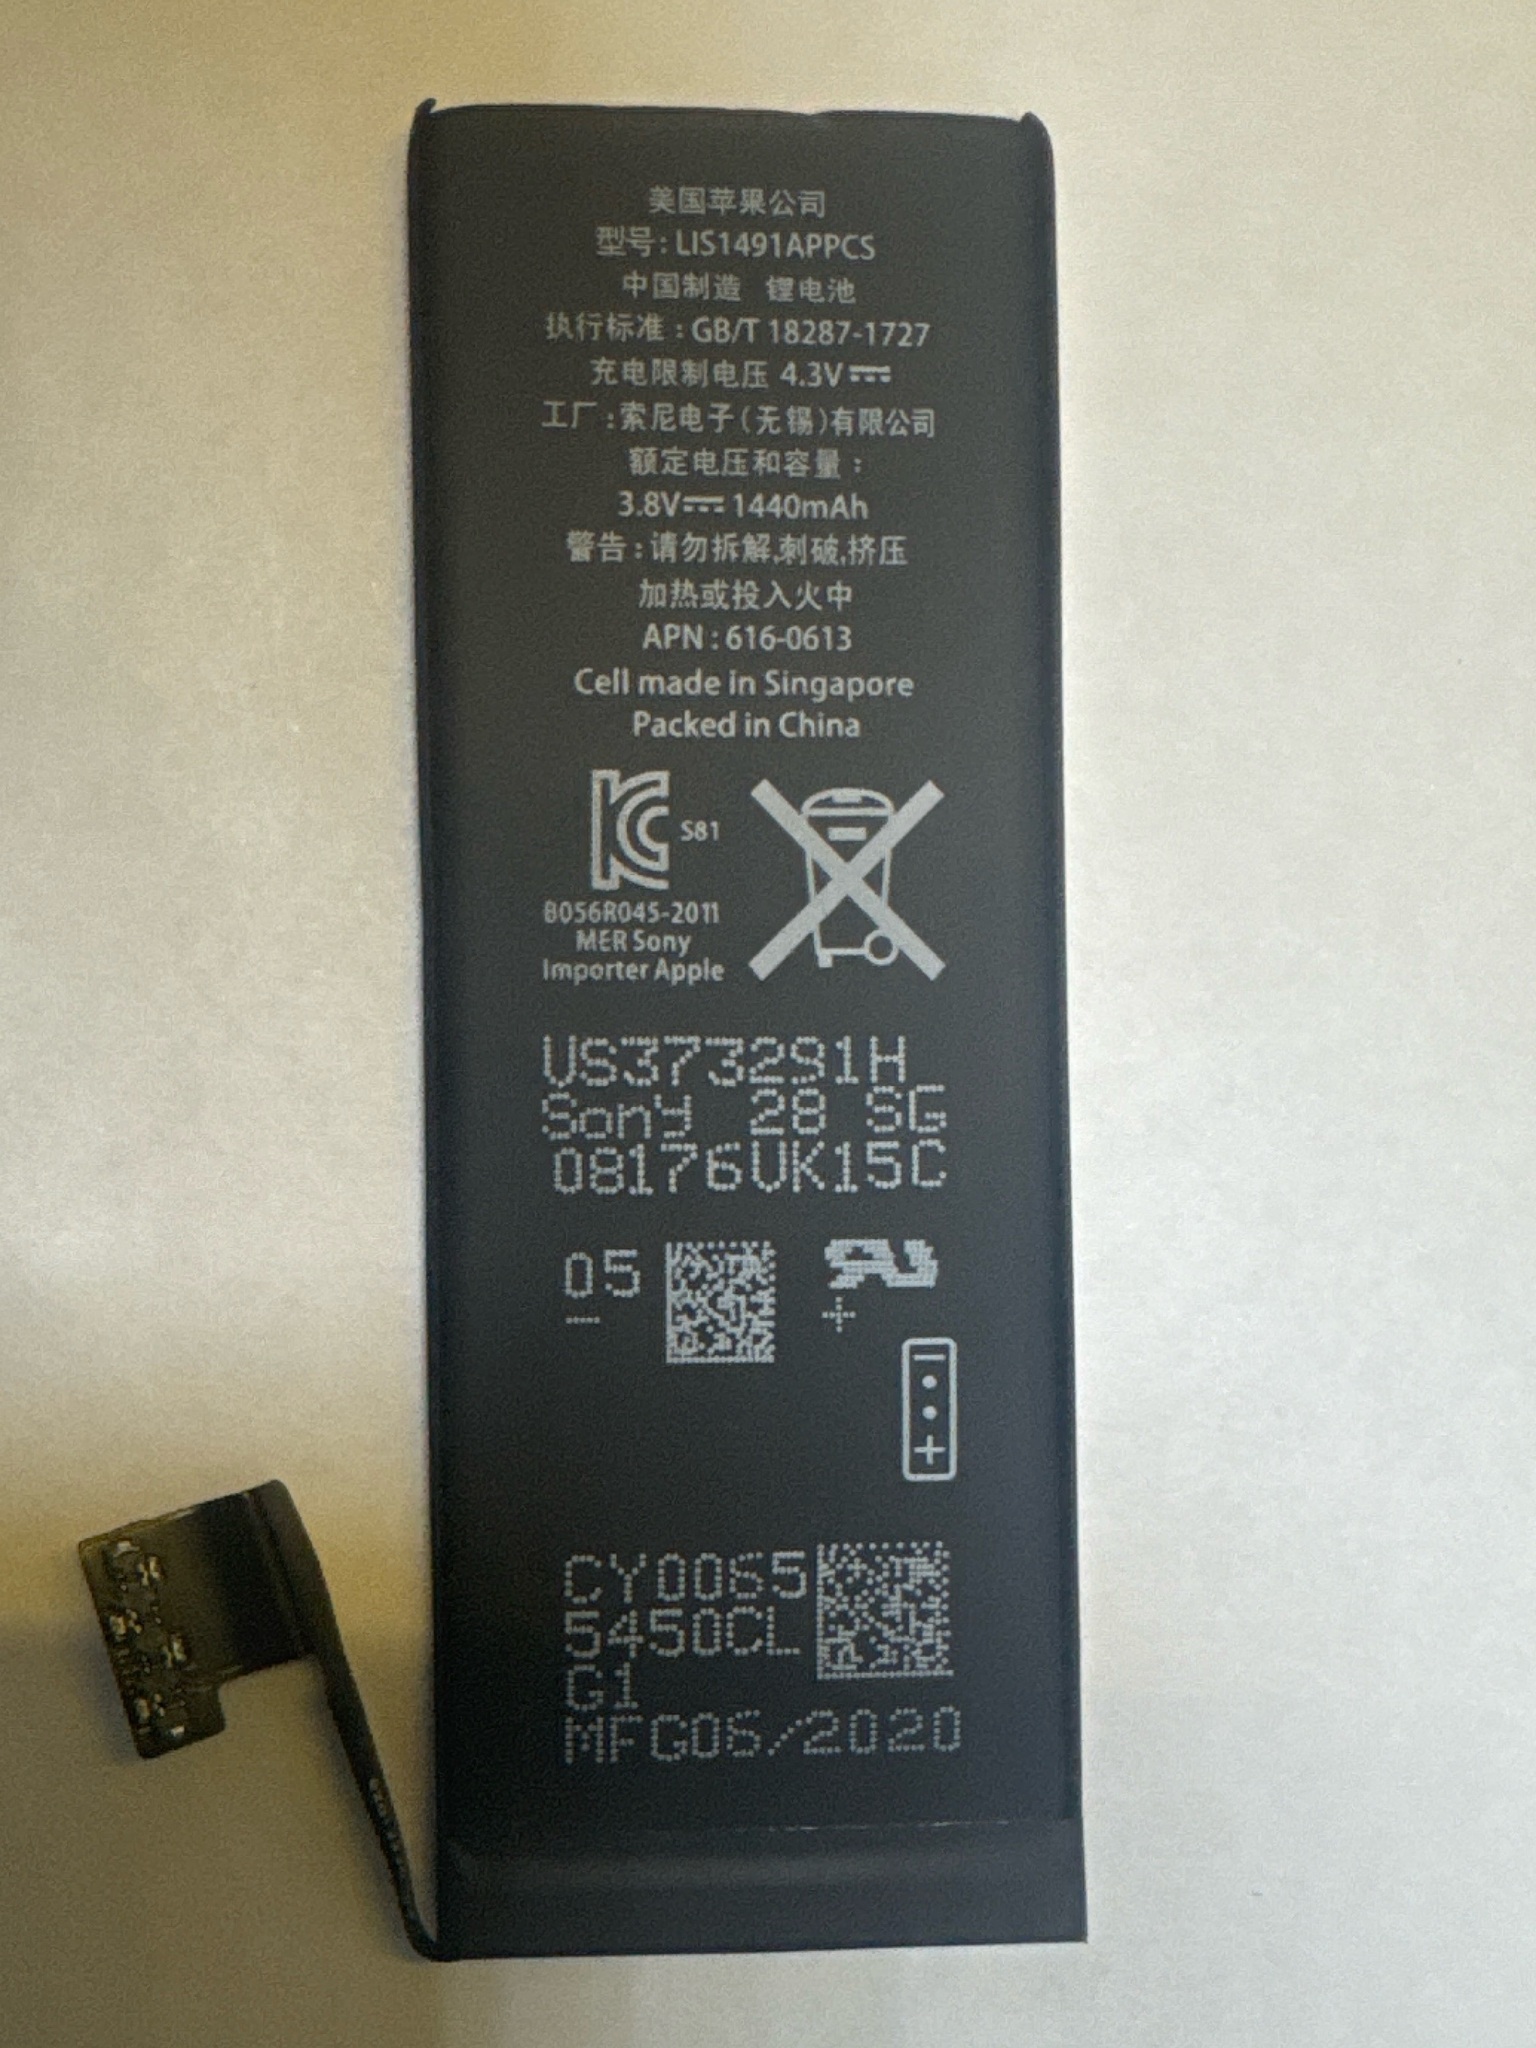 美国苹果公司
型号：LIS1491APPCS
中国制造 锂电池
执行标准：GB/T 18287-1727
充电限制电压 4.3V⎓
工厂：索尼电子（无锡）有限公司
额定电压和容量：
3.8V⎓1440mAh
警告：请勿拆解,刺破,挤压
加热或投入火中
APN：616-0613
Cell made in Singapore
Packed in China
S81
B056R045-2011
MER Sony
Importer Apple
US373291H
Sony 28 SG
08176UK15C
05
－ +
−
+
CY0065
5450CL
G1
MFG06/2020